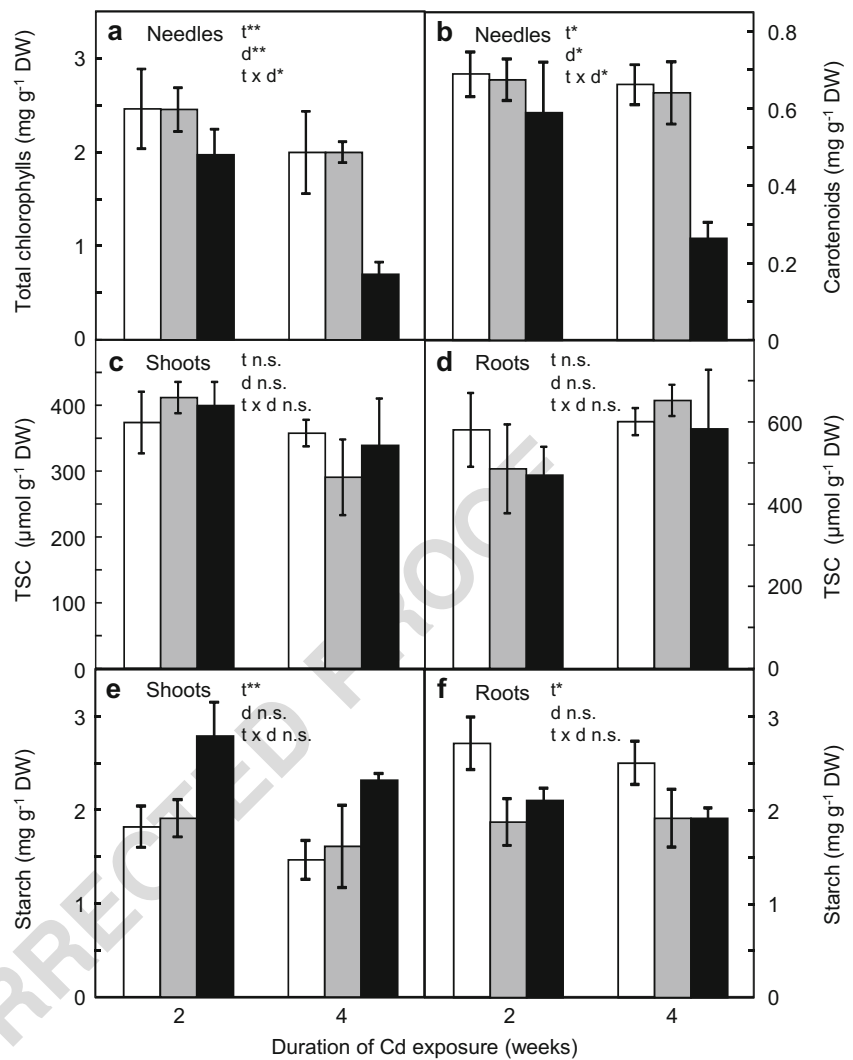 a Needles t**
d**
t x d*
b Needles t*
d*
t x d*
Total chlorophylls (mg g⁻¹ DW)
3
2
1
0
Carotenoids (mg g⁻¹ DW)
0.8
0.6
0.4
0.2
0
c Shoots t n.s.
d n.s.
t x d n.s.
d Roots t n.s.
d n.s.
t x d n.s.
TSC (µmol g⁻¹ DW)
400
300
200
100
0
TSC (µmol g⁻¹ DW)
600
400
200
0
e Shoots t**
d n.s.
t x d n.s.
f Roots t*
d n.s.
t x d n.s.
Starch (mg g⁻¹ DW)
3
2
1
0
Starch (mg g⁻¹ DW)
3
2
1
0
2 4 2 4
Duration of Cd exposure (weeks)
RRECTED PROOF